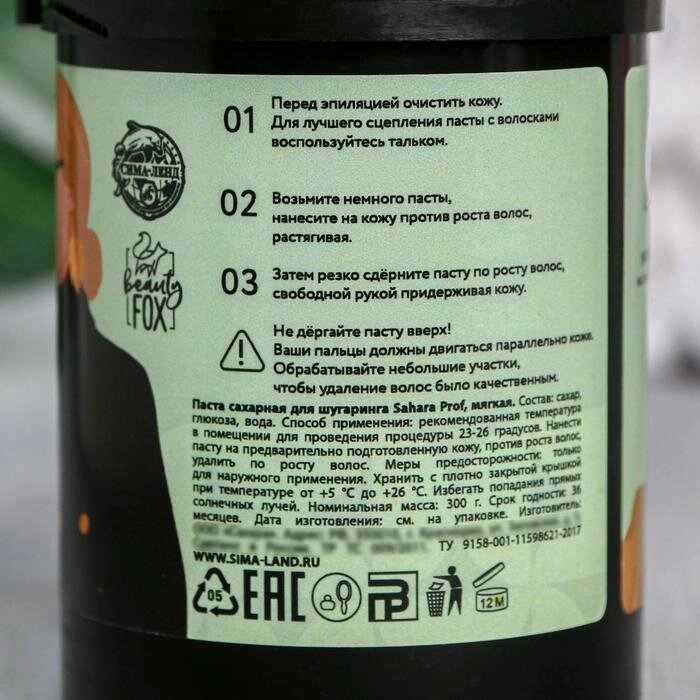 01
Перед эпиляцией очистить кожу.
Для лучшего сцепления пасты с волосками
воспользуйтесь тальком.
СИМА-ЛЕНД
02
Возьмите немного пасты,
нанесите на кожу против роста волос,
растягивая.
beauty
FOX
03
Затем резко сдёрните пасту по росту волос,
свободной рукой придерживая кожу.
Не дёргайте пасту вверх!
Ваши пальцы должны двигаться параллельно коже.
Обрабатывайте небольшие участки,
чтобы удаление волос было качественным.
Паста сахарная для шугаринга Sahara Prof, мягкая. Состав: сахар,
глюкоза, вода. Способ применения: рекомендованная температура
в помещении для проведения процедуры 23-26 градусов. Нанести
пасту на предварительно подготовленную кожу, против роста волос,
удалить по росту волос. Меры предосторожности: только
для наружного применения. Хранить с плотно закрытой крышкой
при температуре от +5 °C до +26 °C. Избегать попадания прямых
солнечных лучей. Номинальная масса: 300 г. Срок годности: 36
месяцев. Дата изготовления: см. на упаковке. Изготовитель:
ТУ 9158-001-11598621-2017
WWW.SIMA-LAND.RU
05
EAC
12M